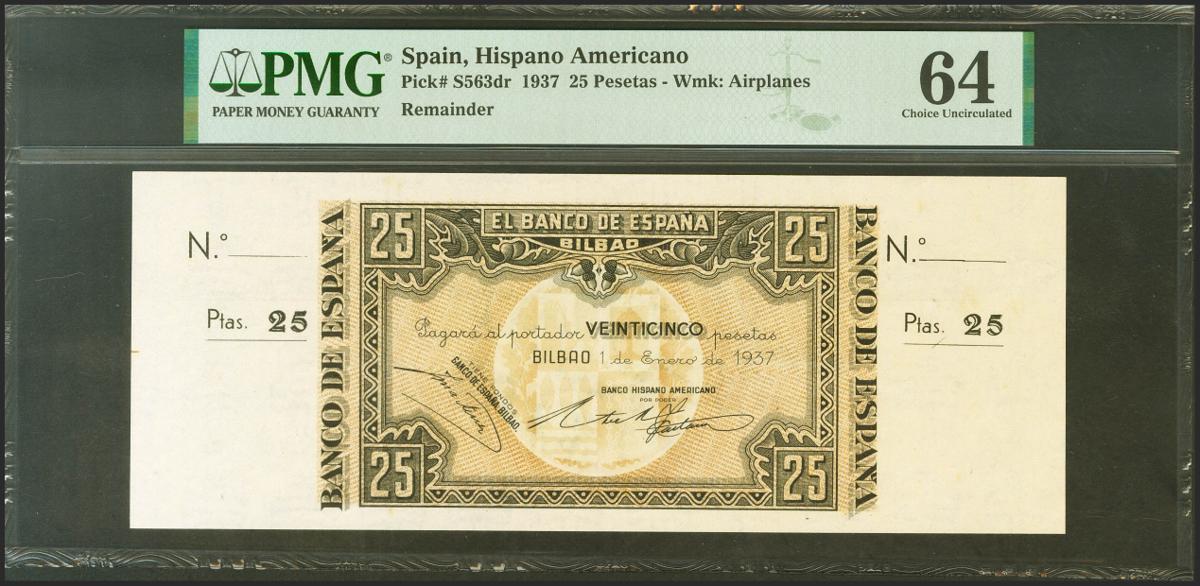 PMG®
PAPER MONEY GUARANTY
Spain, Hispano Americano
Pick# S563dr 1937 25 Pesetas - Wmk: Airplanes
Remainder
64
Choice Uncirculated
N.º
Ptas. 25
BANCO DE ESPAÑA
25
EL BANCO DE ESPAÑA
BILBAO
25
Pagará al portador VEINTICINCO pesetas
BILBAO 1 de Enero de 1937
TENEFONDOS
BANCO DE ESPAÑA, BILBAO.
BANCO HISPANO AMERICANO
POR PODER
25
25
BANCO DE ESPAÑA
N.º
Ptas. 25